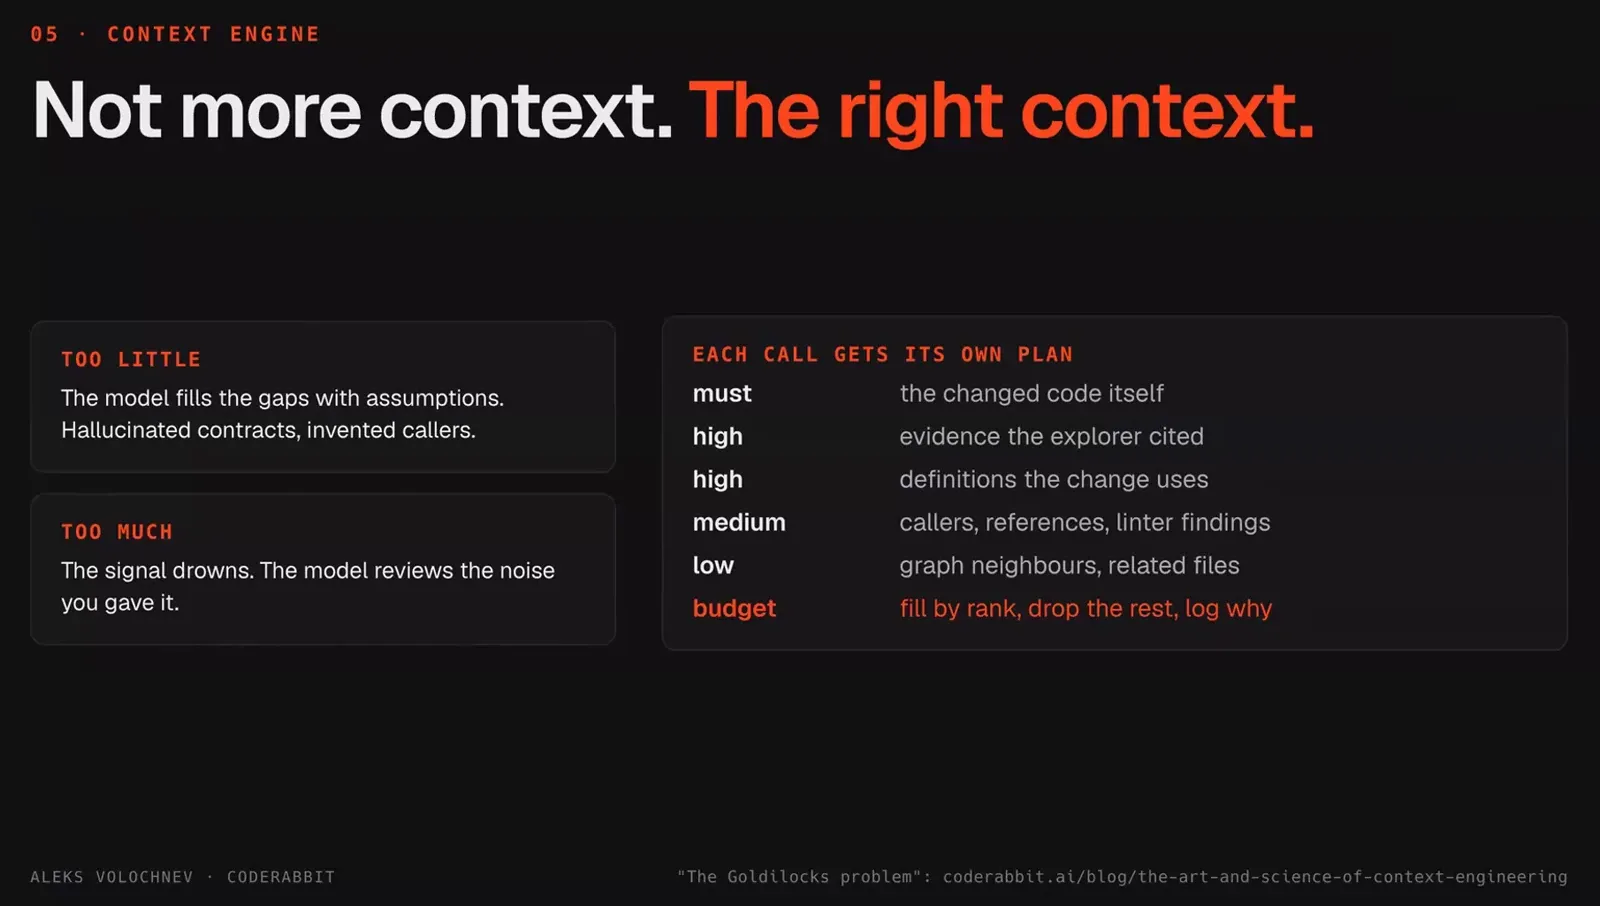 05 · CONTEXT ENGINE
Not more context. The right context.
TOO LITTLE
The model fills the gaps with assumptions.
Hallucinated contracts, invented callers.
TOO MUCH
The signal drowns. The model reviews the noise
you gave it.
EACH CALL GETS ITS OWN PLAN
must the changed code itself
high evidence the explorer cited
high definitions the change uses
medium callers, references, linter findings
low graph neighbours, related files
budget fill by rank, drop the rest, log why
ALEKS VOLOCHNEV · CODERABBIT
"The Goldilocks problem": coderabbit.ai/blog/the-art-and-science-of-context-engineering